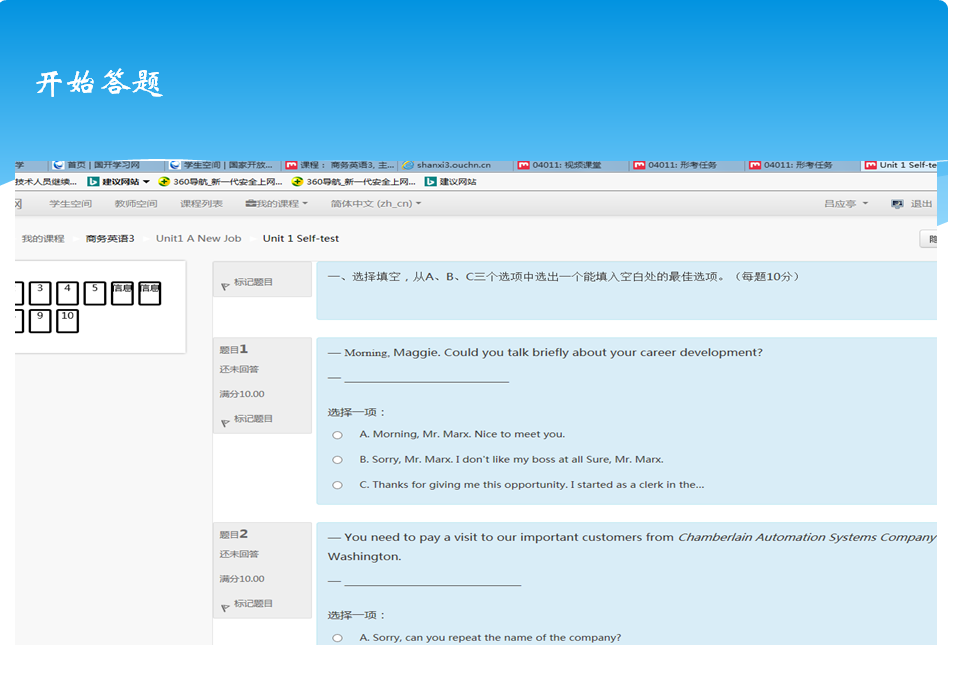 开始答题
学 首页 | 国开学习网 学生空间 | 国家开放... 课程： 商务英语3, 主... shanxi3.ouchn.cn 04011: 视频课堂 04011: 形考任务 04011: 形考任务 Unit 1 Self-te
技术人员继续... 建议网站 360导航_新一代安全上网... 360导航_新一代安全上网... 建议网站
网 学生空间 教师空间 课程列表 我的课程 简体中文 (zh_cn) 吕应亭 退出
我的课程 商务英语3 Unit1 A New Job Unit 1 Self-test 隐
3 4 5 信息 信息
9 10
标记题目
一、选择填空，从A、B、C三个选项中选出一个能填入空白处的最佳选项。（每题10分）
题目1
还未回答
满分10.00
标记题目
— Morning, Maggie. Could you talk briefly about your career development?
— ___________________________
选择一项：
A. Morning, Mr. Marx. Nice to meet you.
B. Sorry, Mr. Marx. I don't like my boss at all Sure, Mr. Marx.
C. Thanks for giving me this opportunity. I started as a clerk in the...
题目2
还未回答
满分10.00
标记题目
— You need to pay a visit to our important customers from Chamberlain Automation Systems Company
Washington.
— _____________________________
选择一项：
A. Sorry, can you repeat the name of the company?